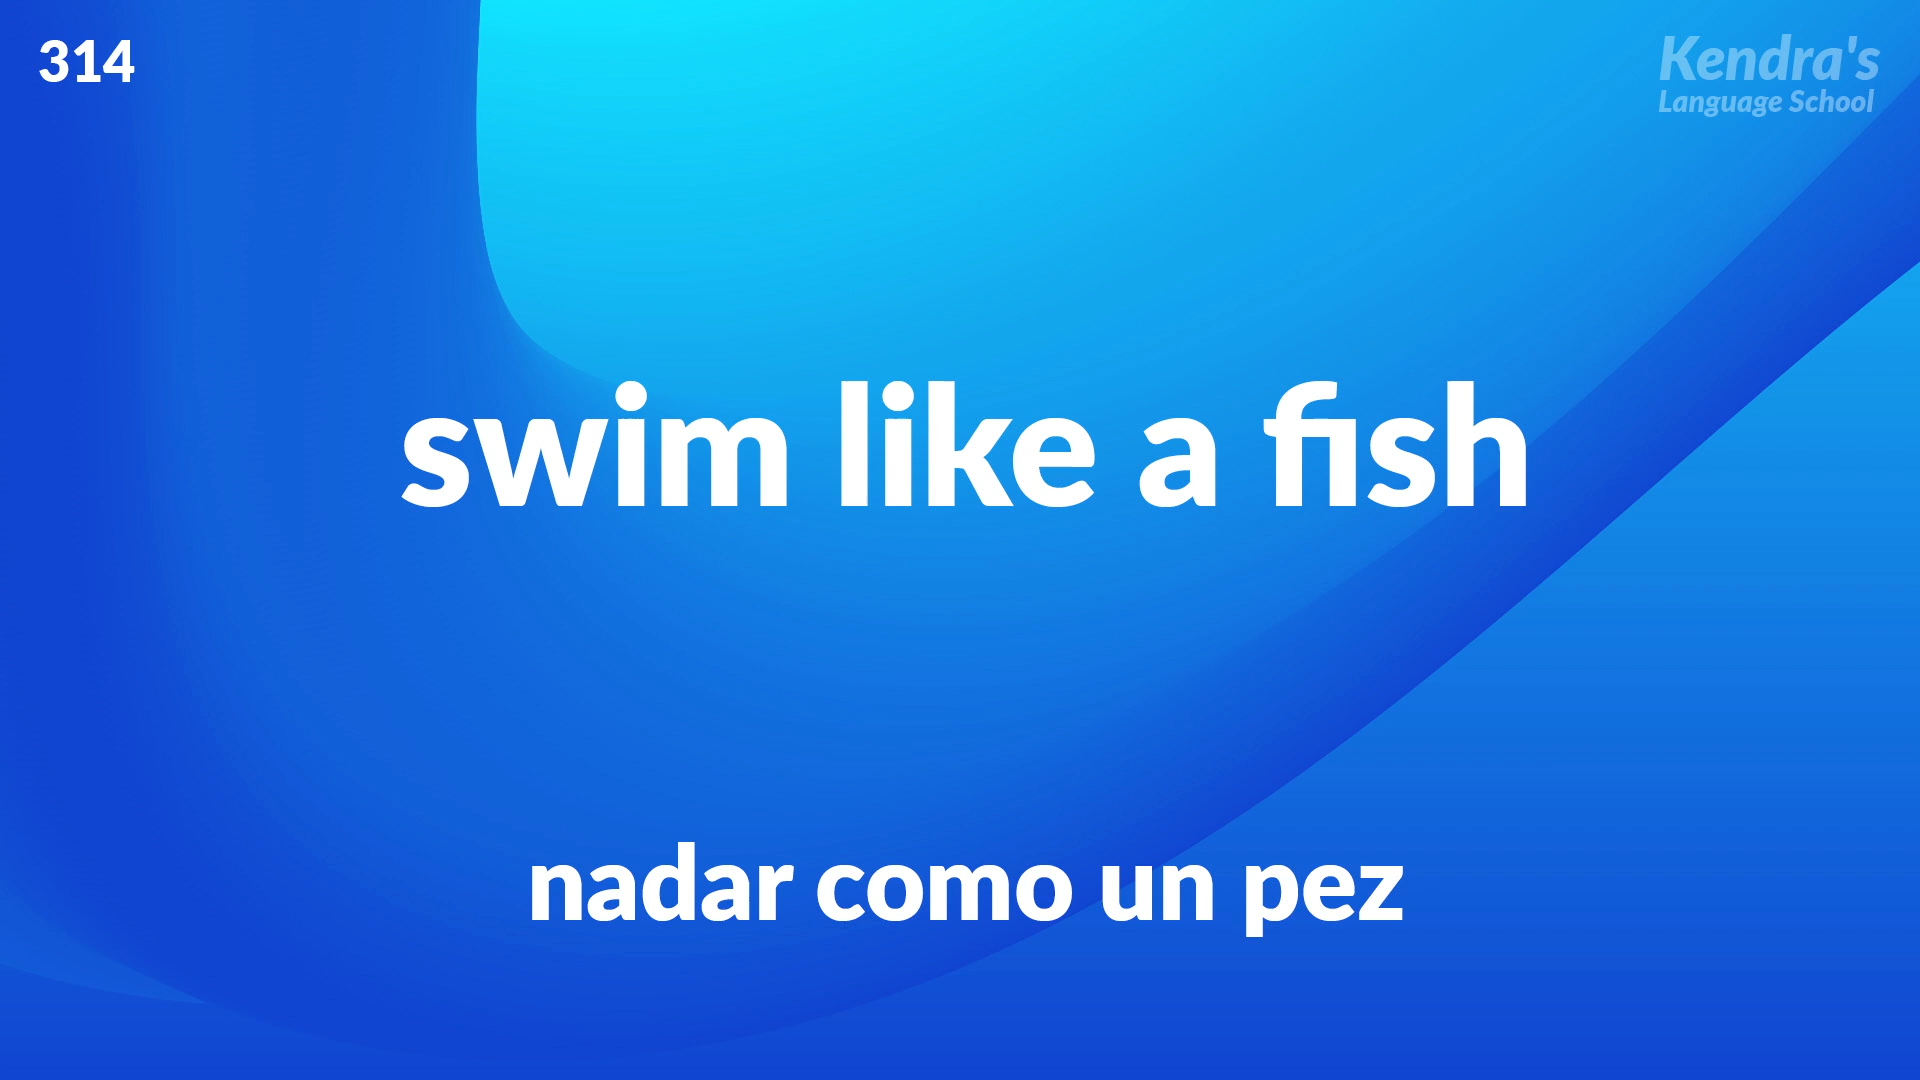 314
Kendra's
Language School
swim like a fish
nadar como un pez